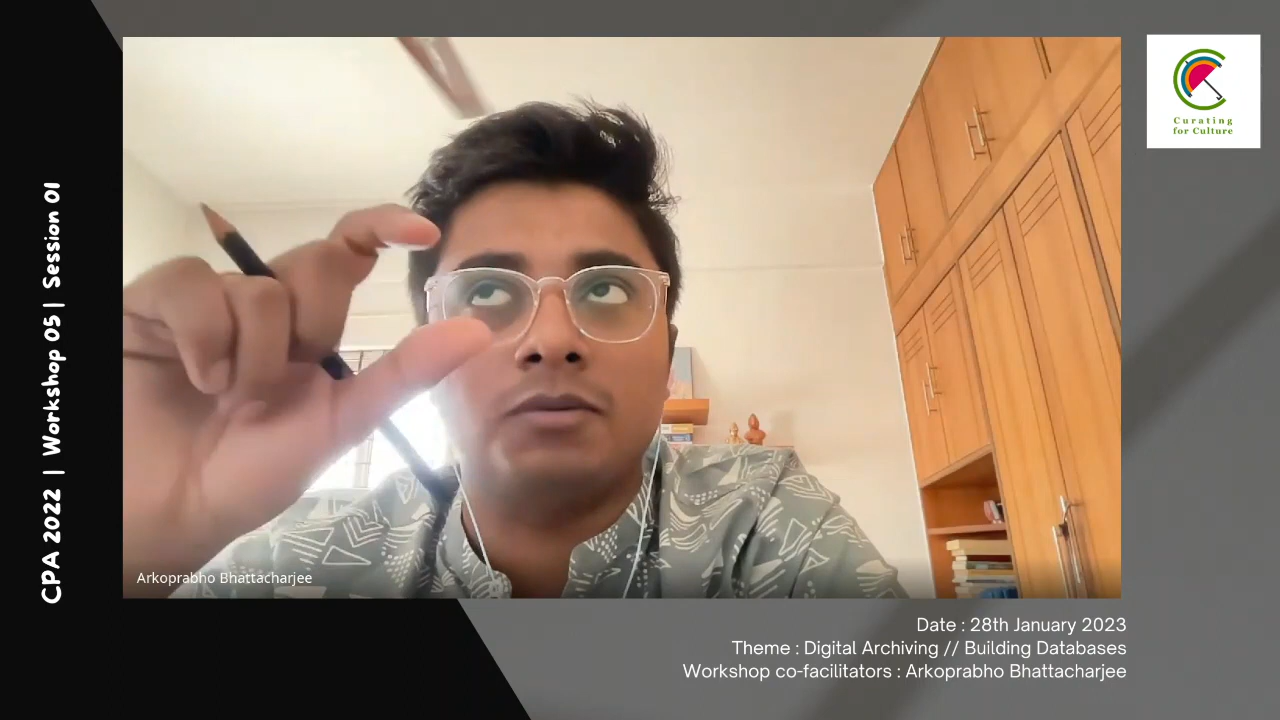 CPA 2022 | Workshop 05 | Session 01
Curating
for Culture
Arkoprabho Bhattacharjee
Date : 28th January 2023
Theme : Digital Archiving // Building Databases
Workshop co-facilitators : Arkoprabho Bhattacharjee